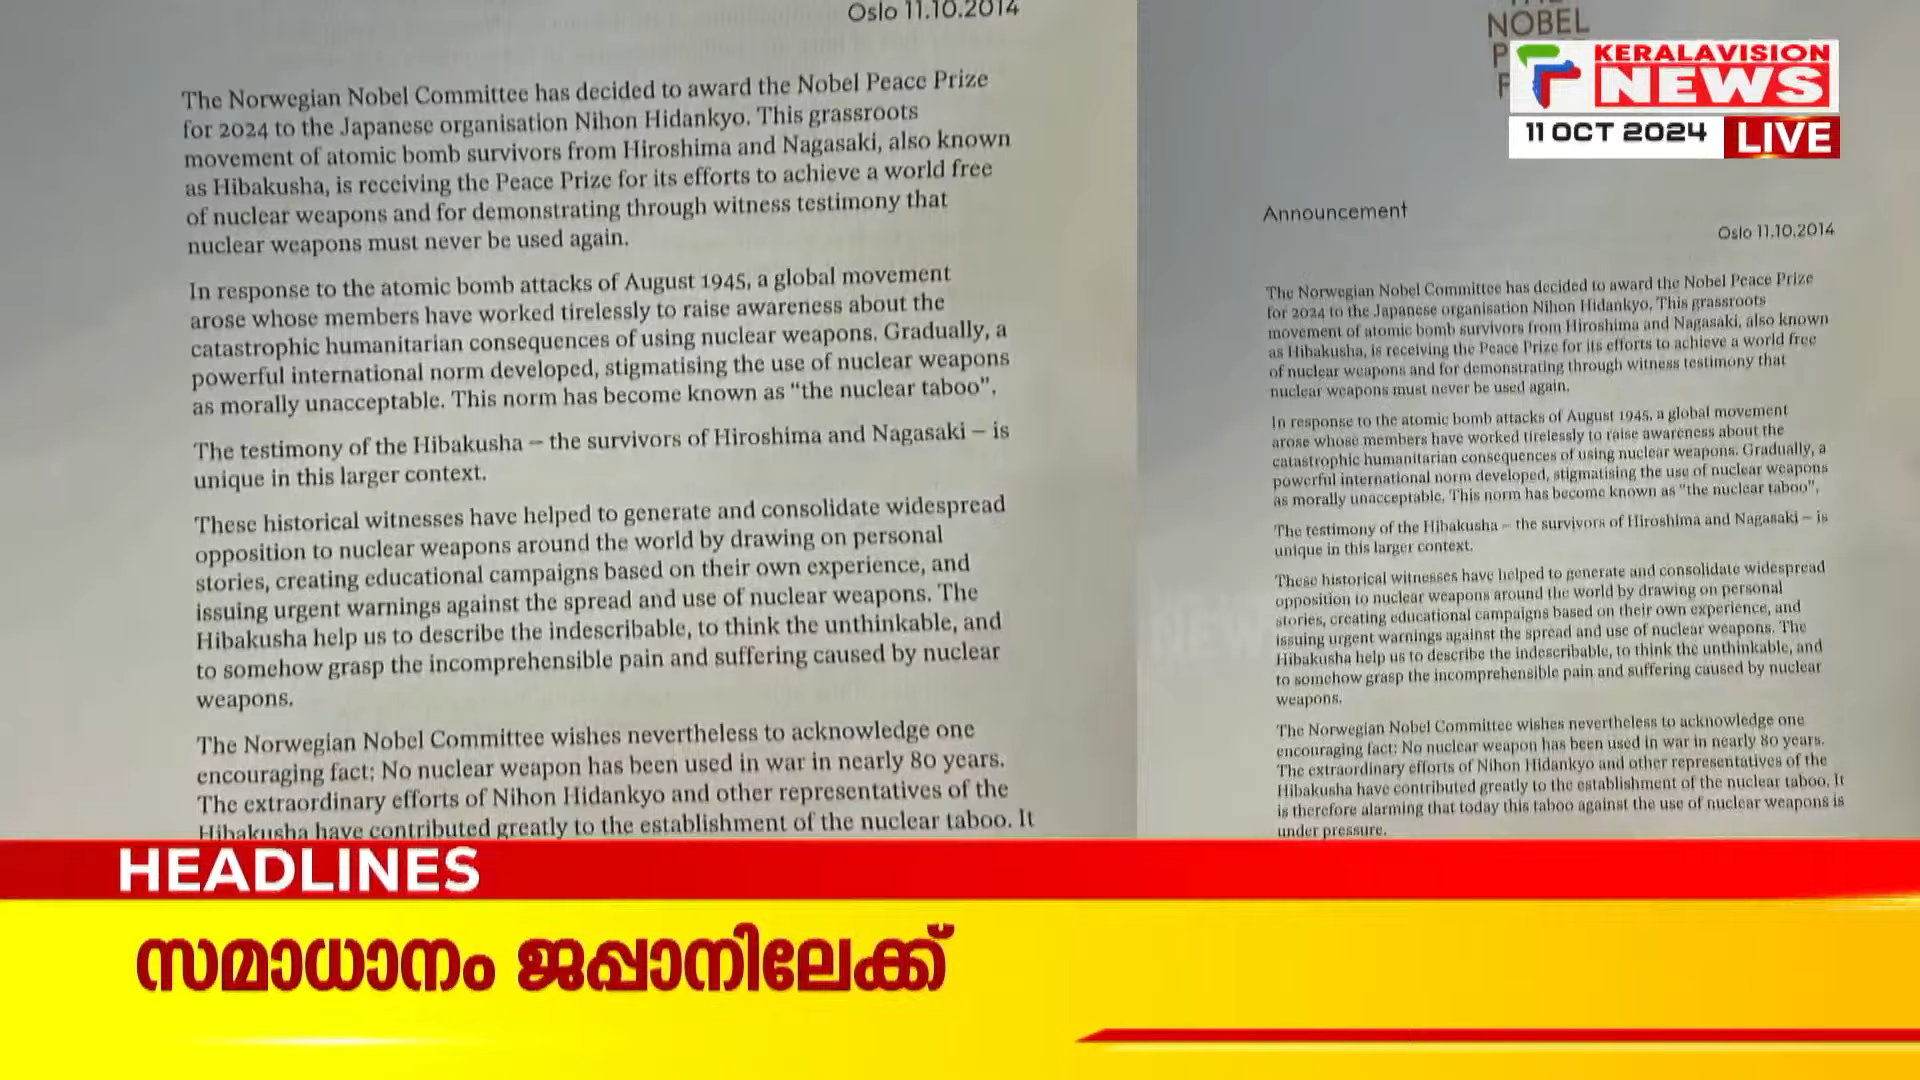 Oslo 11.10.2014
The Norwegian Nobel Committee has decided to award the Nobel Peace Prize
for 2024 to the Japanese organisation Nihon Hidankyo. This grassroots
movement of atomic bomb survivors from Hiroshima and Nagasaki, also known
as Hibakusha, is receiving the Peace Prize for its efforts to achieve a world free
of nuclear weapons and for demonstrating through witness testimony that
nuclear weapons must never be used again.
In response to the atomic bomb attacks of August 1945, a global movement
arose whose members have worked tirelessly to raise awareness about the
catastrophic humanitarian consequences of using nuclear weapons. Gradually, a
powerful international norm developed, stigmatising the use of nuclear weapons
as morally unacceptable. This norm has become known as “the nuclear taboo”.
The testimony of the Hibakusha – the survivors of Hiroshima and Nagasaki – is
unique in this larger context.
These historical witnesses have helped to generate and consolidate widespread
opposition to nuclear weapons around the world by drawing on personal
stories, creating educational campaigns based on their own experience, and
issuing urgent warnings against the spread and use of nuclear weapons. The
Hibakusha help us to describe the indescribable, to think the unthinkable, and
to somehow grasp the incomprehensible pain and suffering caused by nuclear
weapons.
The Norwegian Nobel Committee wishes nevertheless to acknowledge one
encouraging fact: No nuclear weapon has been used in war in nearly 80 years.
The extraordinary efforts of Nihon Hidankyo and other representatives of the
Hibakusha have contributed greatly to the establishment of the nuclear taboo. It
NOBEL
KERALAVISION
NEWS
11 OCT 2024 LIVE
Announcement
Oslo 11.10.2014
The Norwegian Nobel Committee has decided to award the Nobel Peace Prize
for 2024 to the Japanese organisation Nihon Hidankyo. This grassroots
movement of atomic bomb survivors from Hiroshima and Nagasaki, also known
as Hibakusha, is receiving the Peace Prize for its efforts to achieve a world free
of nuclear weapons and for demonstrating through witness testimony that
nuclear weapons must never be used again.
In response to the atomic bomb attacks of August 1945, a global movement
arose whose members have worked tirelessly to raise awareness about the
catastrophic humanitarian consequences of using nuclear weapons. Gradually, a
powerful international norm developed, stigmatising the use of nuclear weapons
as morally unacceptable. This norm has become known as “the nuclear taboo”.
The testimony of the Hibakusha – the survivors of Hiroshima and Nagasaki – is
unique in this larger context.
These historical witnesses have helped to generate and consolidate widespread
opposition to nuclear weapons around the world by drawing on personal
stories, creating educational campaigns based on their own experience, and
issuing urgent warnings against the spread and use of nuclear weapons. The
Hibakusha help us to describe the indescribable, to think the unthinkable, and
to somehow grasp the incomprehensible pain and suffering caused by nuclear
weapons.
The Norwegian Nobel Committee wishes nevertheless to acknowledge one
encouraging fact: No nuclear weapon has been used in war in nearly 80 years.
The extraordinary efforts of Nihon Hidankyo and other representatives of the
Hibakusha have contributed greatly to the establishment of the nuclear taboo. It
is therefore alarming that today this taboo against the use of nuclear weapons is
under pressure.
NEWS
HEADLINES
സമാധാനം ജപ്പാനിലേക്ക്